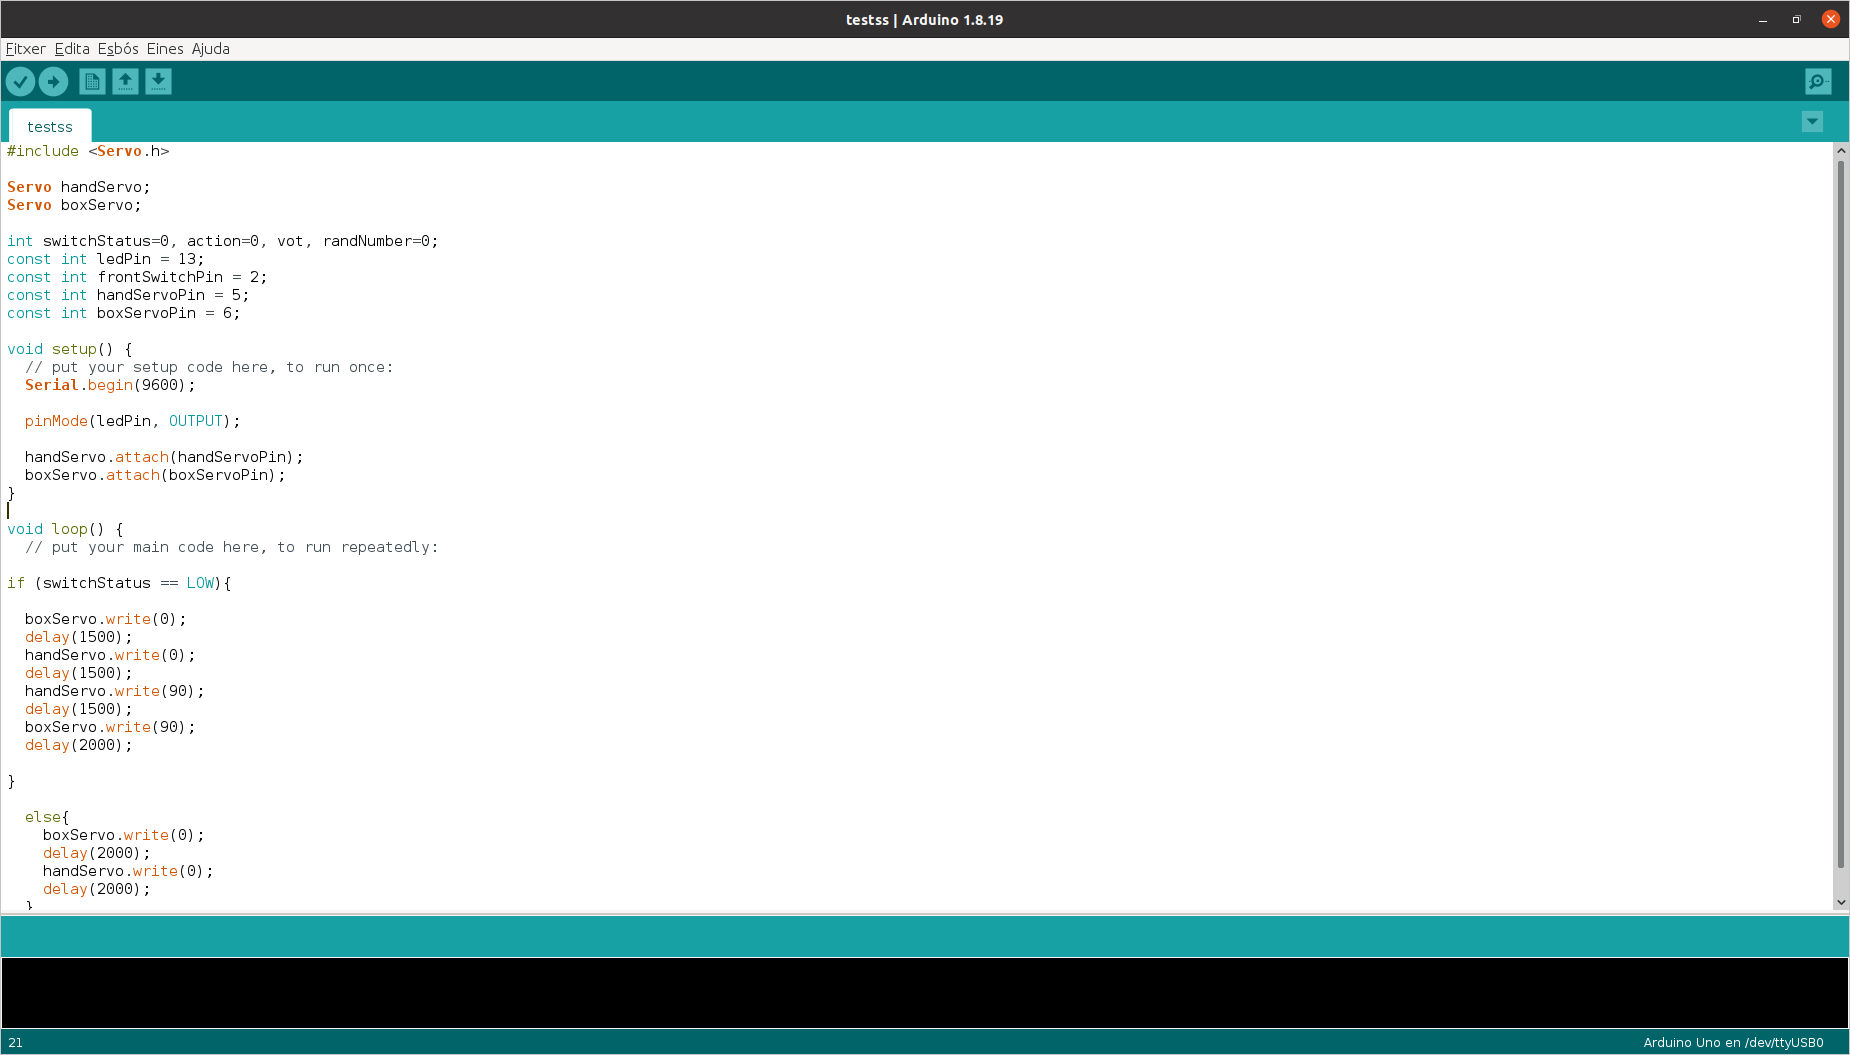 testss | Arduino 1.8.19
Fitxer Edita Esbós Eines Ajuda
testss
#include <Servo.h>
Servo handServo;
Servo boxServo;
int switchStatus=0, action=0, vot, randNumber=0;
const int ledPin = 13;
const int frontSwitchPin = 2;
const int handServoPin = 5;
const int boxServoPin = 6;
void setup() {
  // put your setup code here, to run once:
  Serial.begin(9600);
  pinMode(ledPin, OUTPUT);
  handServo.attach(handServoPin);
  boxServo.attach(boxServoPin);
}
void loop() {
  // put your main code here, to run repeatedly:
if (switchStatus == LOW){
  boxServo.write(0);
  delay(1500);
  handServo.write(0);
  delay(1500);
  handServo.write(90);
  delay(1500);
  boxServo.write(90);
  delay(2000);
}
  else{
    boxServo.write(0);
    delay(2000);
    handServo.write(0);
    delay(2000);
  }
21
Arduino Uno en /dev/ttyUSB0